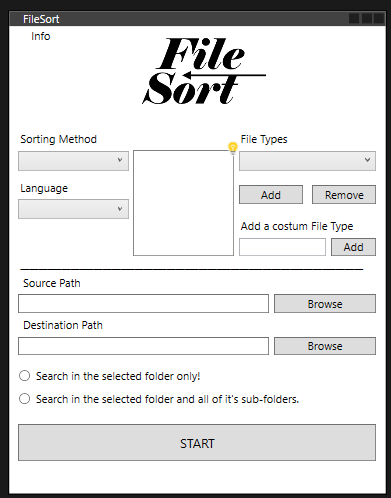 FileSort
Info
File
Sort
Sorting Method
File Types
Language
Add
Remove
Add a costum File Type
Add
Source Path
Browse
Destination Path
Browse
Search in the selected folder only!
Search in the selected folder and all of it's sub-folders.
START